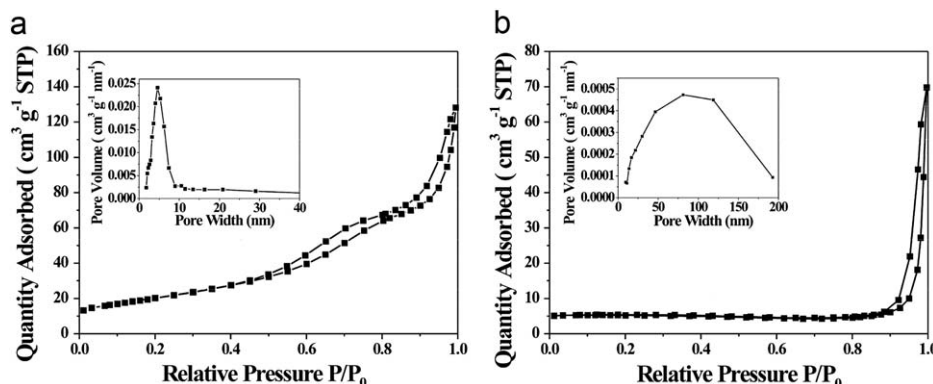 a
Quantity Adsorbed ( cm³ g⁻¹ STP)
160
140
120
100
80
60
40
20
0
0.0 0.2 0.4 0.6 0.8 1.0
Relative Pressure P/P₀
Pore Volume ( cm³ g⁻¹ nm⁻¹)
0.025
0.020
0.015
0.010
0.005
0.000
0 10 20 30 40
Pore Width (nm)
b
Quantity Adsorbed ( cm³ g⁻¹ STP)
80
70
60
50
40
30
20
10
0
0.0 0.2 0.4 0.6 0.8 1.0
Relative Pressure P/P₀
Pore Volume ( cm³ g⁻¹ nm⁻¹)
0.0005
0.0004
0.0003
0.0002
0.0001
0.0000
0 50 100 150 200
Pore Width (nm)